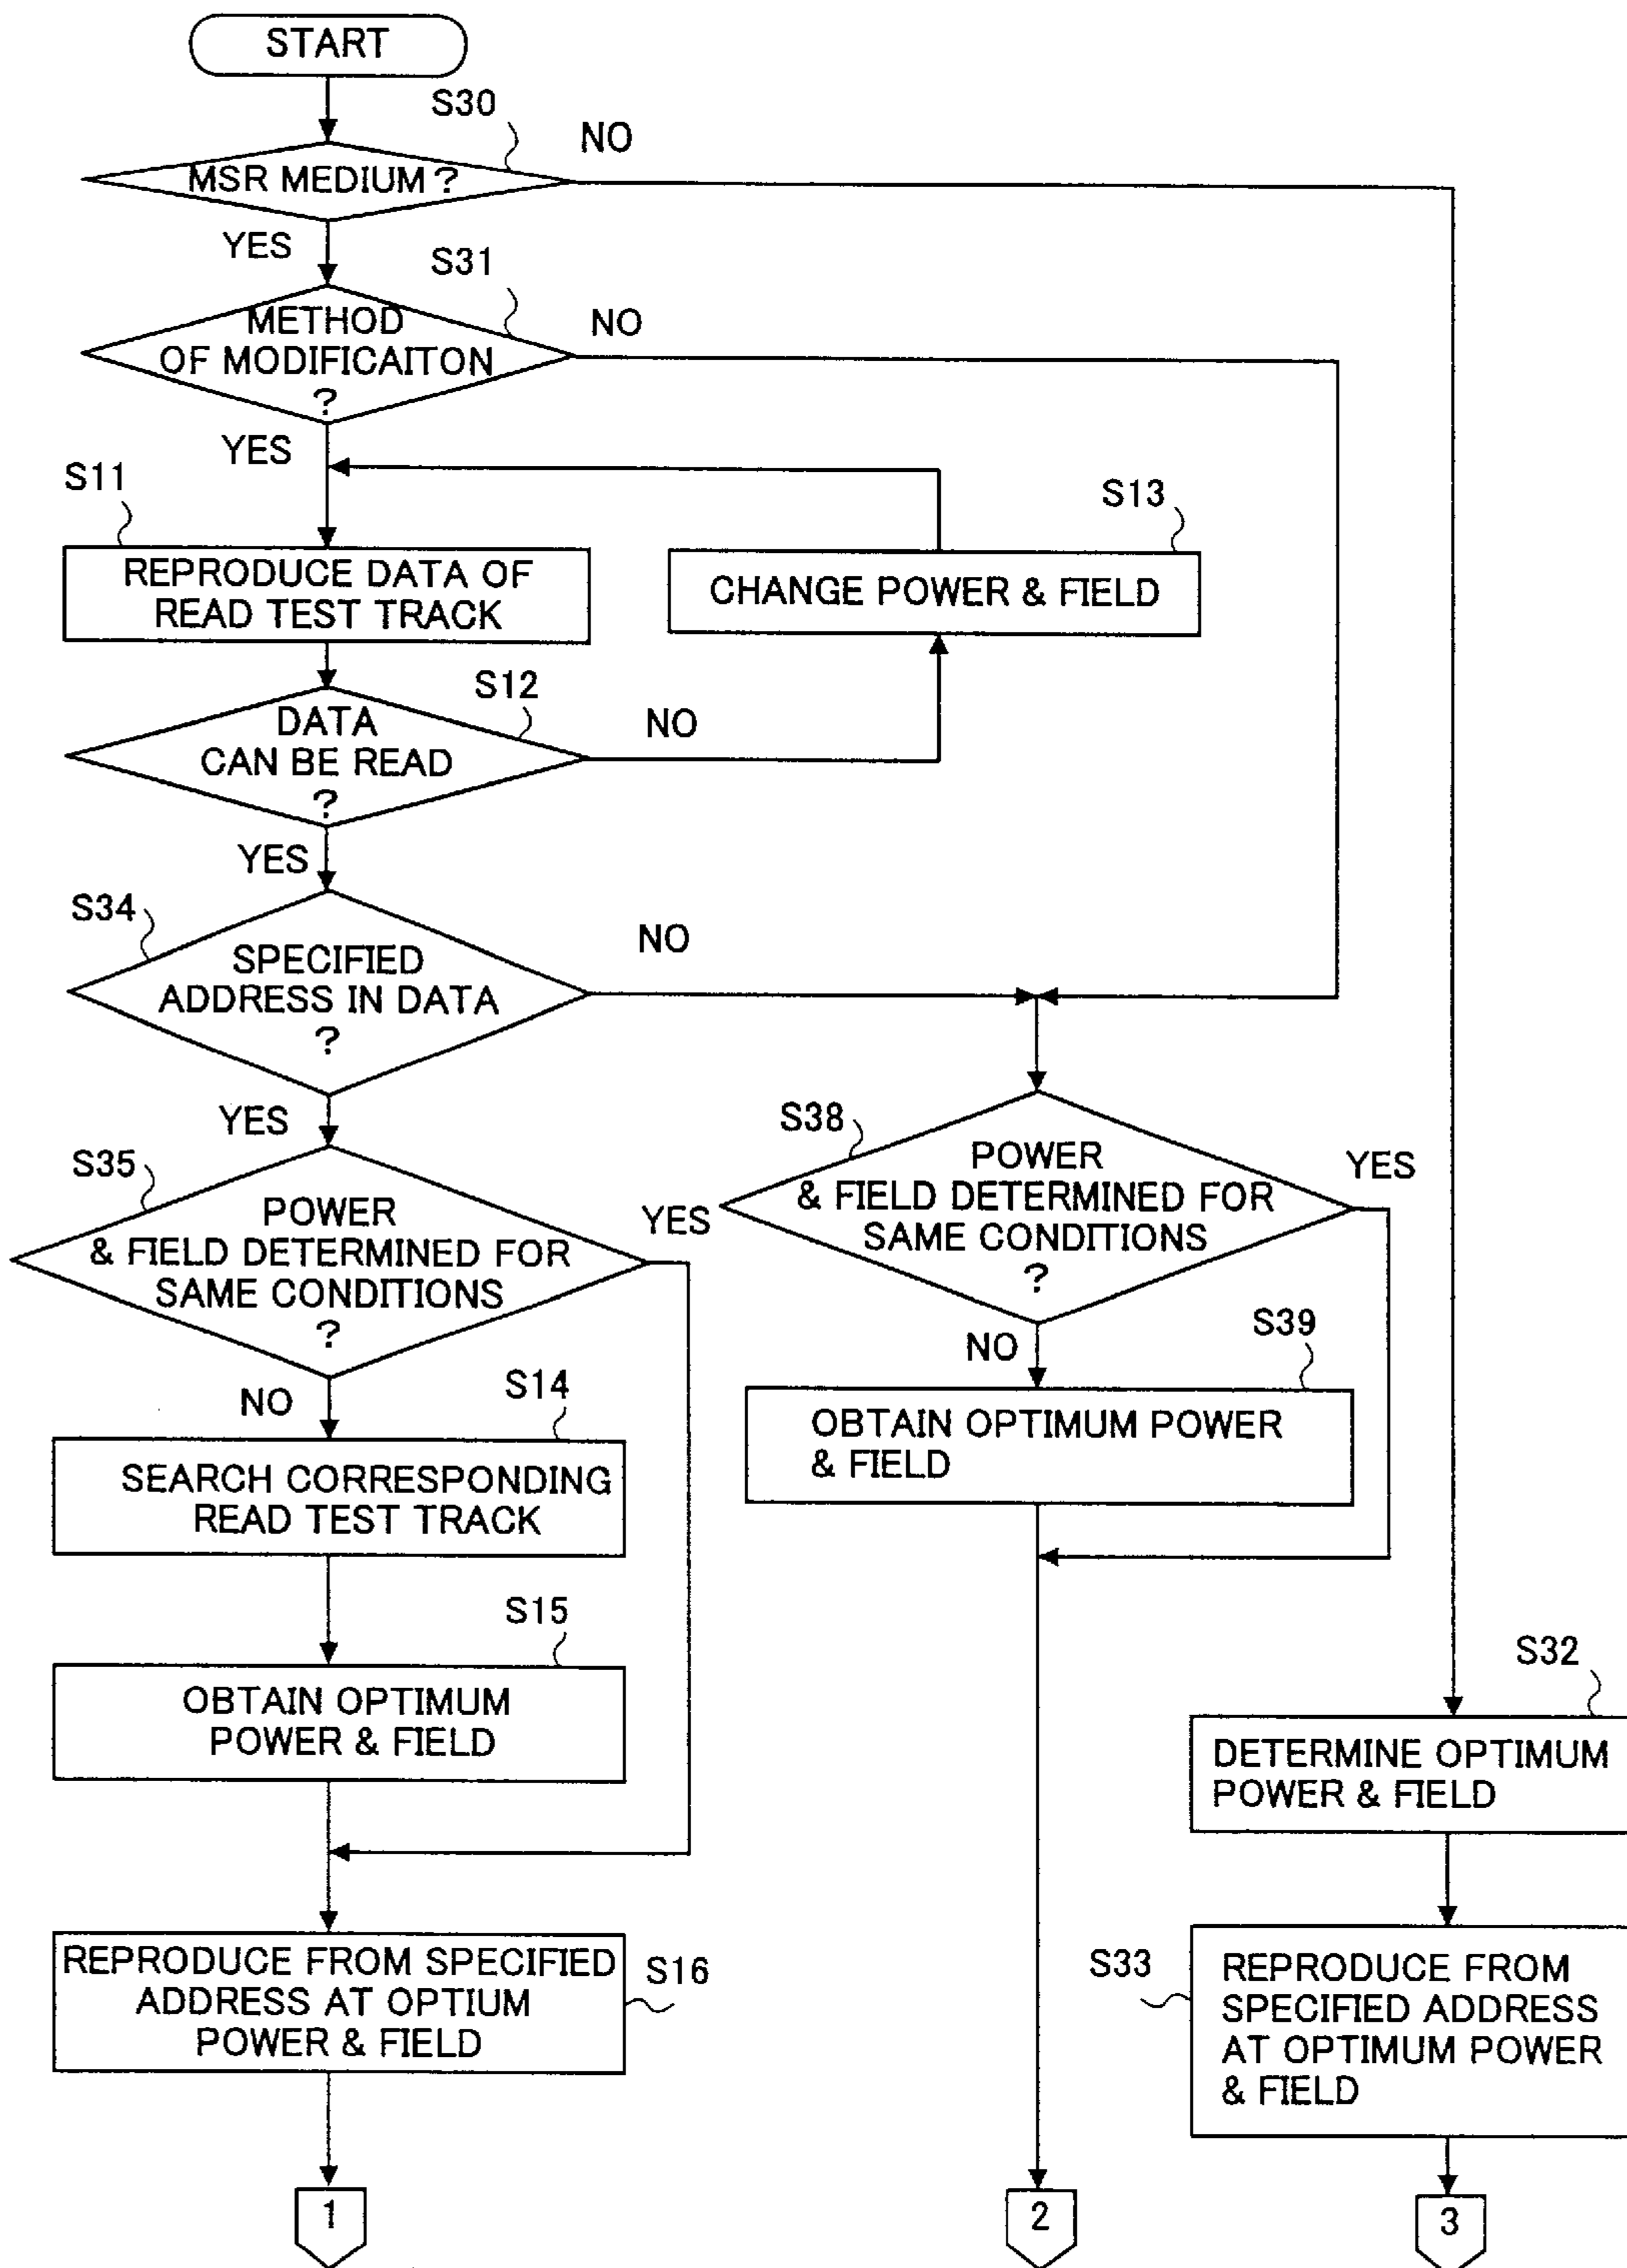 START
S30
NO
MSR MEDIUM ?
YES
S31
METHOD
OF MODIFICAITON
?
NO
YES
S11
S13
REPRODUCE DATA OF
READ TEST TRACK
CHANGE POWER & FIELD
S12
DATA
CAN BE READ
?
NO
YES
S34
SPECIFIED
ADDRESS IN DATA
?
NO
YES
S38
POWER
& FIELD DETERMINED FOR
SAME CONDITIONS
?
YES
S35
POWER
& FIELD DETERMINED FOR
SAME CONDITIONS
?
YES
NO
S39
NO
S14
OBTAIN OPTIMUM POWER
& FIELD
SEARCH CORRESPONDING
READ TEST TRACK
S15
OBTAIN OPTIMUM
POWER & FIELD
S32
DETERMINE OPTIMUM
POWER & FIELD
REPRODUCE FROM SPECIFIED
ADDRESS AT OPTIUM
POWER & FIELD
S16
S33
REPRODUCE FROM
SPECIFIED ADDRESS
AT OPTIMUM POWER
& FIELD
1
2
3